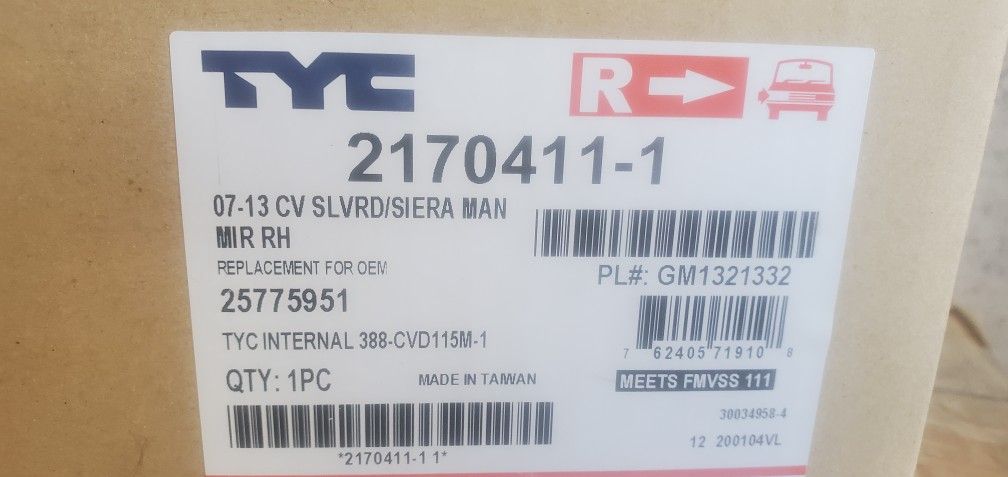 TYC
R
2170411-1
07-13 CV SLVRD/SIERA MAN
MIR RH
REPLACEMENT FOR OEM
25775951
TYC INTERNAL 388-CVD115M-1
QTY: 1PC
MADE IN TAIWAN
*2170411-1 1*
PL#: GM1321332
7 62405 71910 8
MEETS FMVSS 111
30034958-4
12 200104VL